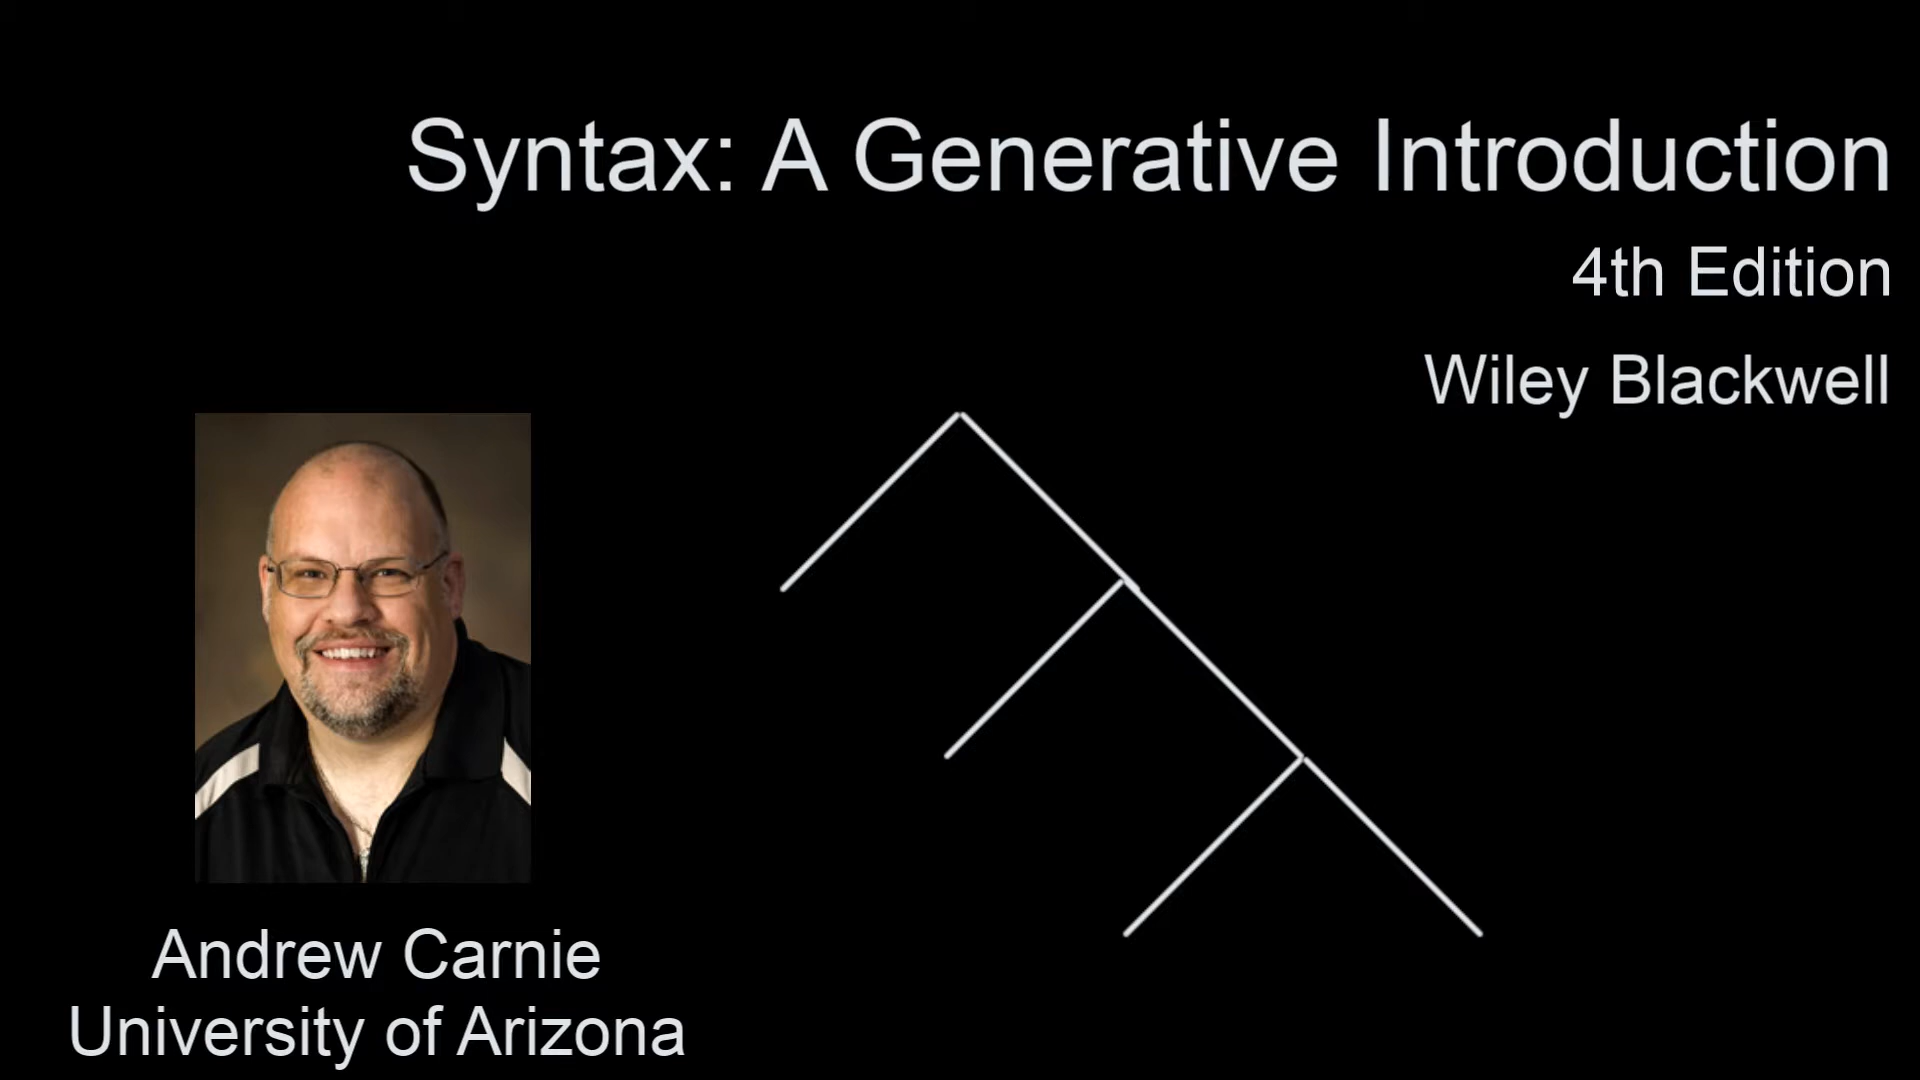 Syntax: A Generative Introduction
4th Edition
Wiley Blackwell
Andrew Carnie
University of Arizona